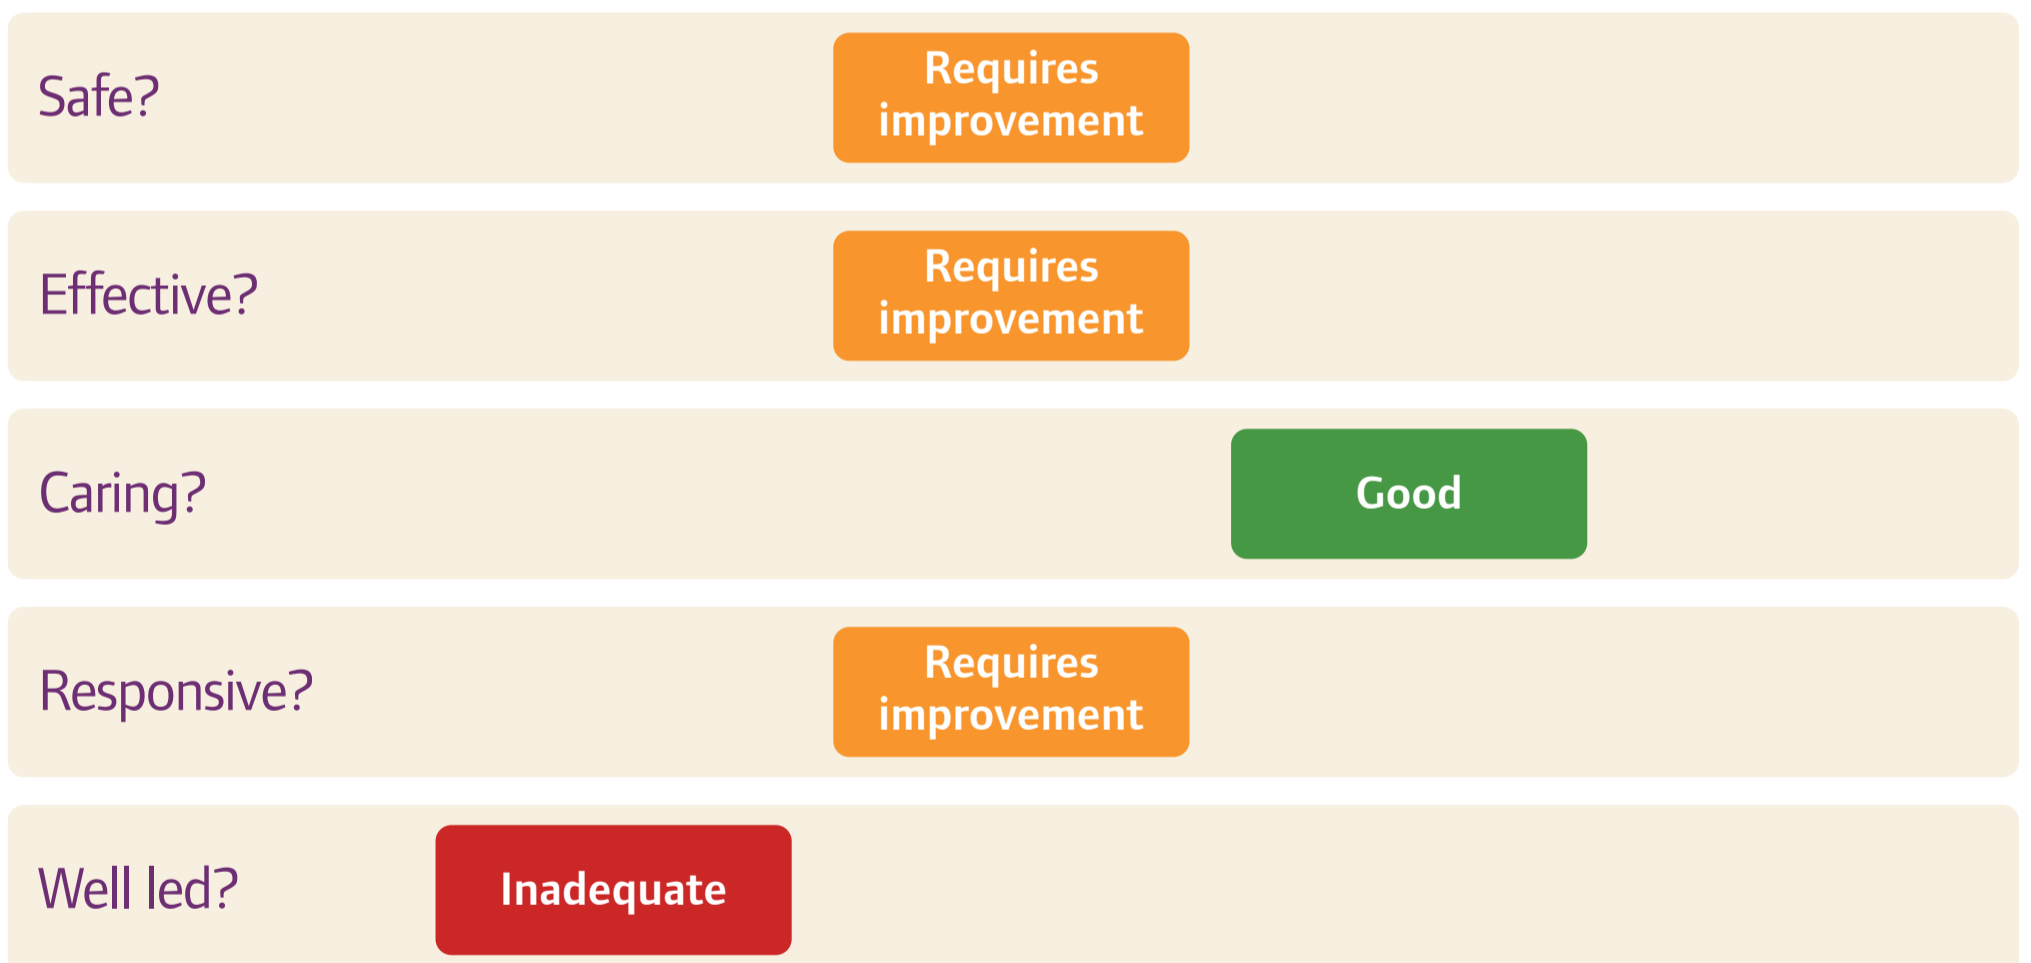 Safe?
Requires
improvement
Effective?
Requires
improvement
Caring?
Good
Responsive?
Requires
improvement
Well led?
Inadequate